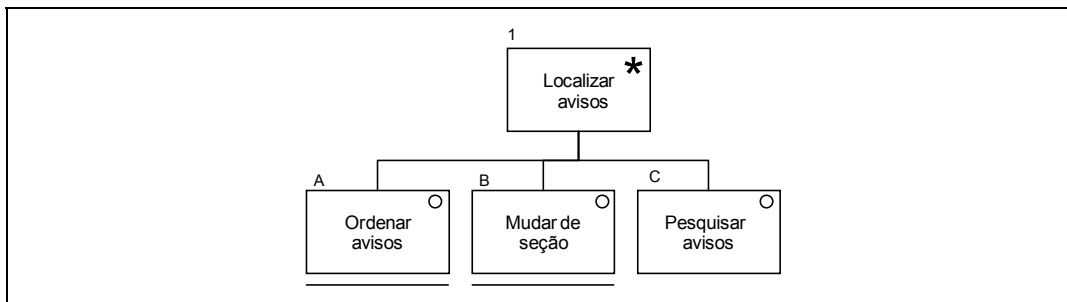 1
Localizar
avisos
*
A
B
C
Ordenar
avisos
Mudar de
seção
Pesquisar
avisos